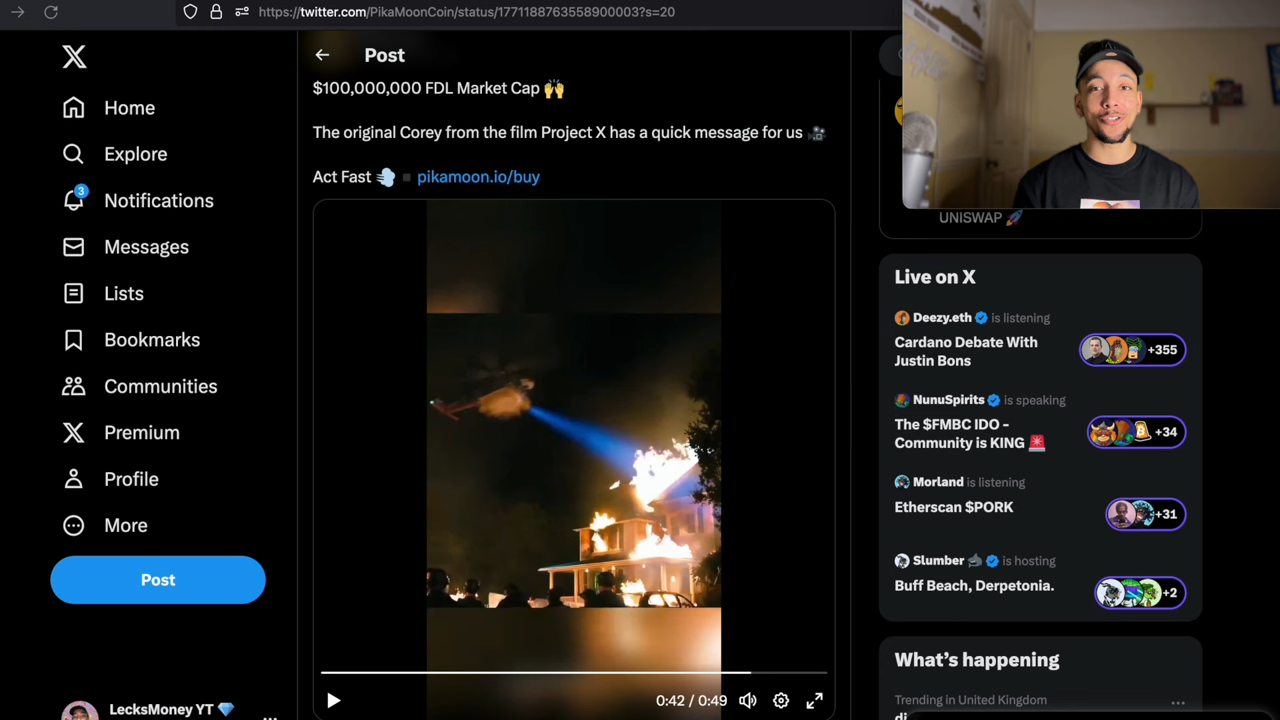 https://twitter.com/PikaMoonCoin/status/1771188763558900003?s=20
Home
Explore
3
Notifications
Messages
Lists
Bookmarks
Communities
Premium
Profile
More
Post
LecksMoney YT 💎
Post
$100,000,000 FDL Market Cap 🙌
The original Corey from the film Project X has a quick message for us 🎥
Act Fast 💨 ▪️ pikamoon.io/buy
0:42 / 0:49
UNISWAP 🚀
Live on X
Deezy.eth is listening
Cardano Debate With
Justin Bons
+355
NunuSpirits is speaking
The $FMBC IDO -
Community is KING 🚨
+34
Morland is listening
Etherscan $PORK
+31
Slumber is hosting
Buff Beach, Derpetonia.
+2
What's happening
Trending in United Kingdom